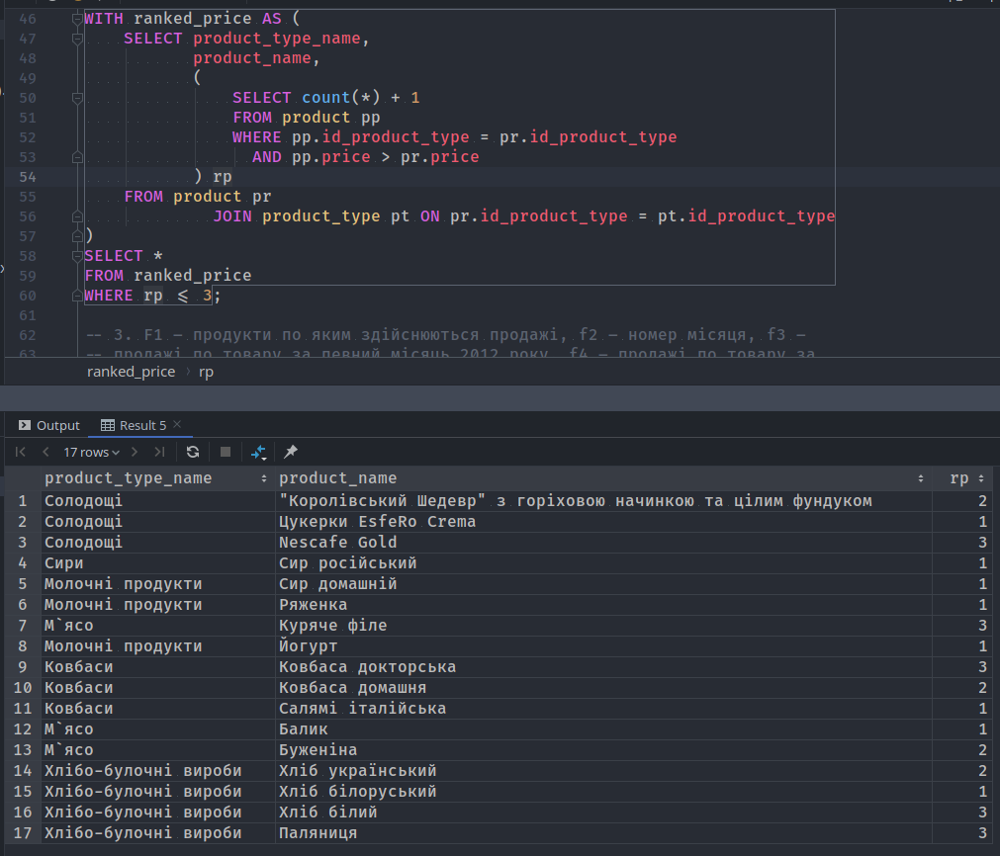 46 WITH ranked_price AS (
47 SELECT product_type_name,
48 product_name,
49 (
50 SELECT count(*) + 1
51 FROM product pp
52 WHERE pp.id_product_type = pr.id_product_type
53 AND pp.price > pr.price
54 ) rp
55 FROM product pr
56 JOIN product_type pt ON pr.id_product_type = pt.id_product_type
57 )
58 SELECT *
59 FROM ranked_price
60 WHERE rp <= 3;
61
62 -- 3. F1 – продукти по яким здійснюються продажі, f2 – номер місяця, f3 –
63 -- продажі по товару за певний місяць 2012 року, f4 – продажі по товару за
ranked_price › rp
Output Result 5
17 rows
product_type_name product_name rp
1 Солодощі "Королівський Шедевр" з горіховою начинкою та цілим фундуком 2
2 Солодощі Цукерки EsfeRo Crema 1
3 Солодощі Nescafe Gold 3
4 Сири Сир російський 1
5 Молочні продукти Сир домашній 1
6 Молочні продукти Ряженка 1
7 М`ясо Куряче філе 3
8 Молочні продукти Йогурт 1
9 Ковбаси Ковбаса докторська 3
10 Ковбаси Ковбаса домашня 2
11 Ковбаси Салямі італійська 1
12 М`ясо Балик 1
13 М`ясо Буженіна 2
14 Хлібо-булочні вироби Хліб український 2
15 Хлібо-булочні вироби Хліб білоруський 1
16 Хлібо-булочні вироби Хліб білий 3
17 Хлібо-булочні вироби Паляниця 3